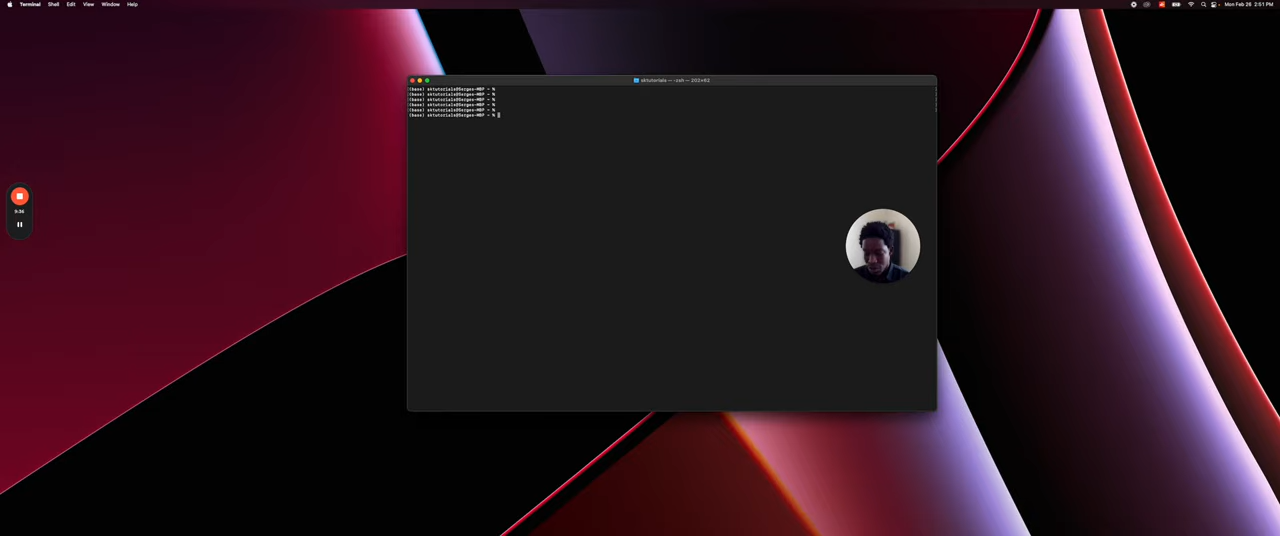 Terminal Shell Edit View Window Help Mon Feb 26 2:51 PM
sktutorials — -zsh — 202×62
(base) sktutorials@Serges-MBP ~ %
(base) sktutorials@Serges-MBP ~ %
(base) sktutorials@Serges-MBP ~ %
(base) sktutorials@Serges-MBP ~ %
(base) sktutorials@Serges-MBP ~ %
(base) sktutorials@Serges-MBP ~ %
9:36